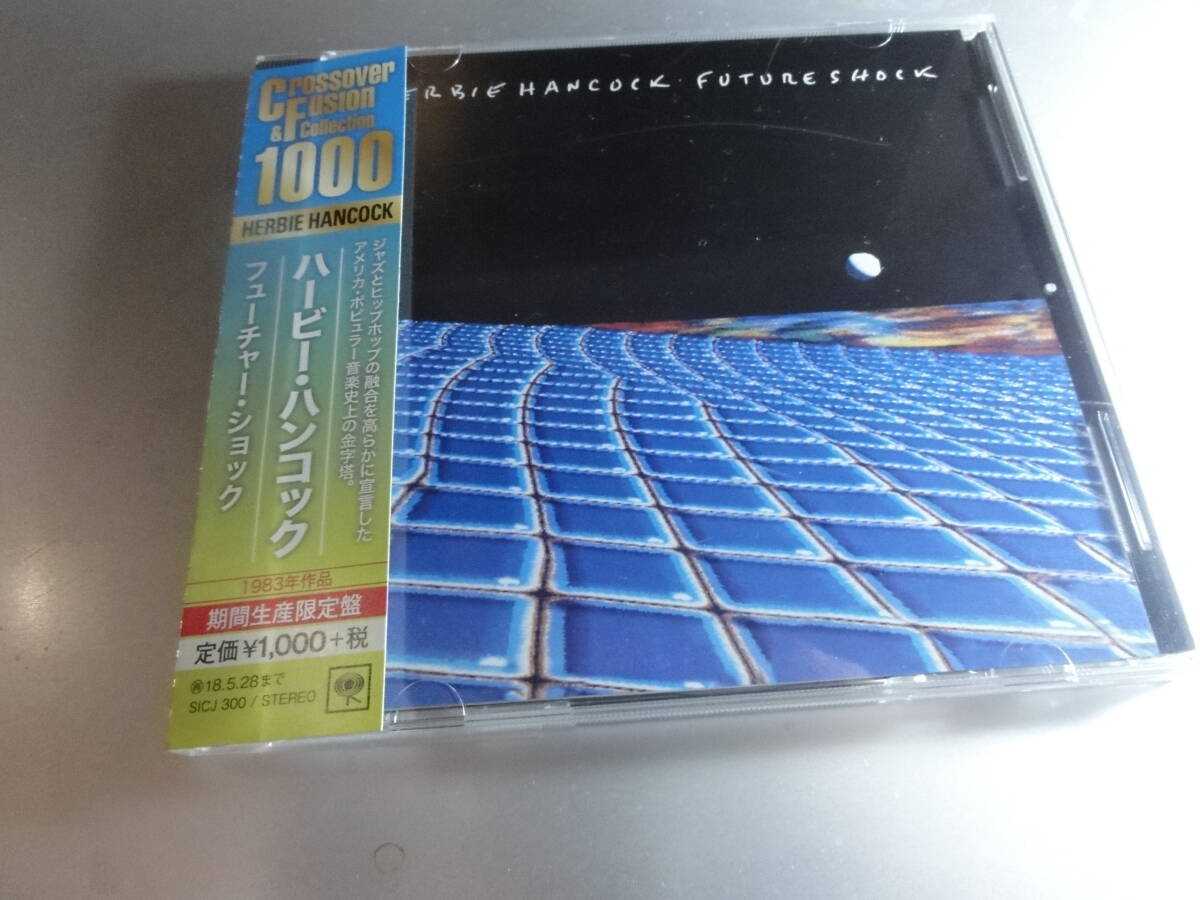 Crossover
& Fusion
Collection
1000
HERBIE HANCOCK
ジャズとヒップホップの融合を高らかに宣言した
アメリカ・ポピュラー音楽史上の金字塔。
ハービー・ハンコック
フューチャー・ショック
1983年作品
期間生産限定盤
定価¥1,000+税
㋐18.5.28まで
SICJ 300 / STEREO
ERBIE HANCOCK · FUTURE SHOCK